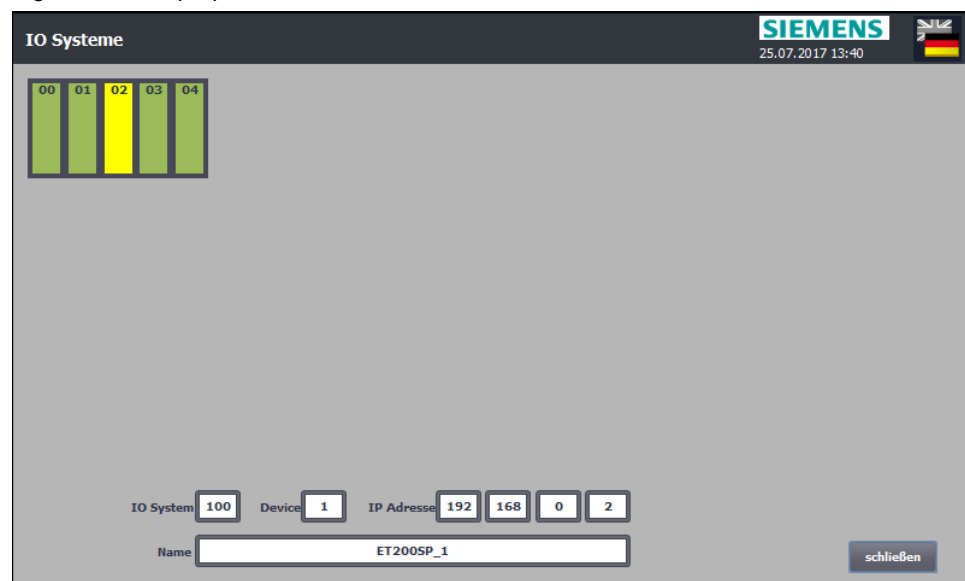 IO Systeme
SIEMENS
25.07.2017 13:40
00 01 02 03 04
IO System 100 Device 1 IP Adresse 192 168 0 2
Name ET200SP_1
schließen